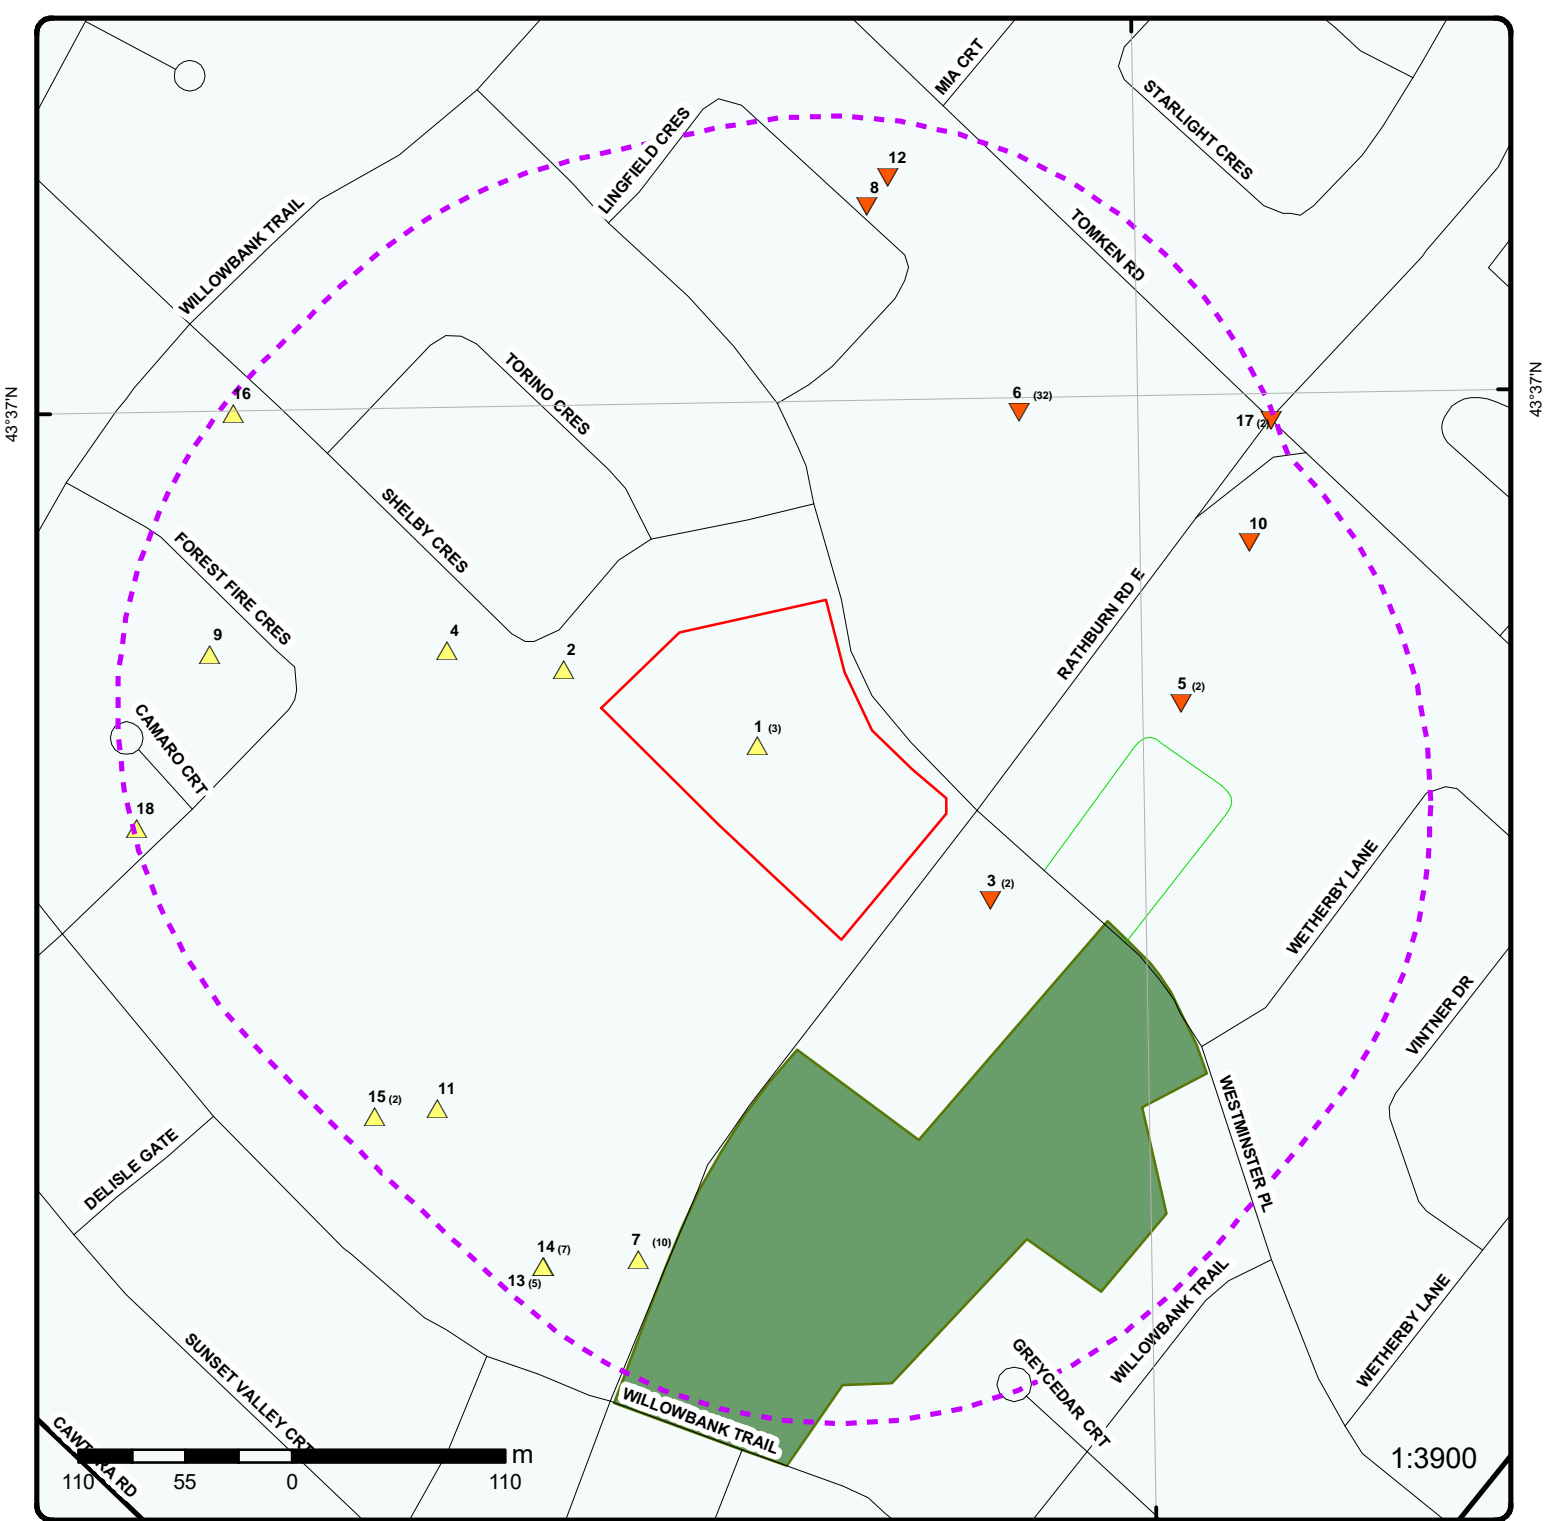 MIA CRT
STARLIGHT CRES
LINGFIELD CRES
12
8
WILLOWBANK TRAIL
TOMKEN RD
43°37'N
43°37'N
16
TORINO CRES
6 (32)
17 (2)
SHELBY CRES
10
FOREST FIRE CRES
RATHBURN RD E
9
4
2
5 (2)
CAMARO CRT
1 (3)
18
WETHERBY LANE
3 (2)
VINTNER DR
15 (2)
11
WESTMINSTER PL
DELISLE GATE
14 (7)
13 (5)
7 (10)
WILLOWBANK TRAIL
WETHERBY LANE
SUNSET VALLEY CRT
GREYCEDAR CRT
WILLOWBANK TRAIL
CAWTHRA RD
m
110 55 0 110
1:3900